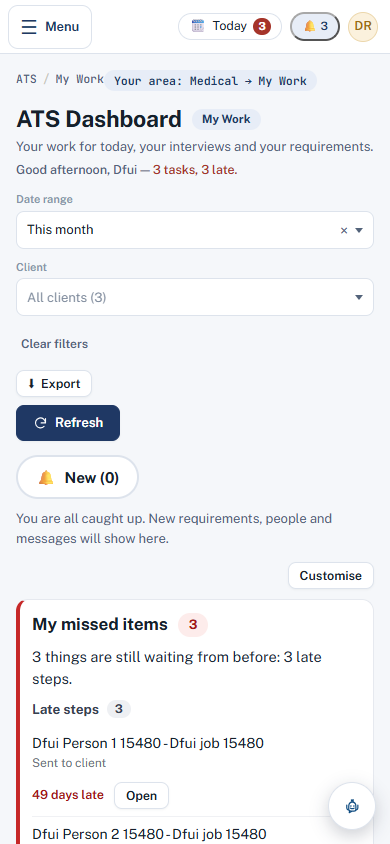 Menu
Today 3
3
DR
ATS / My Work
Your area: Medical → My Work
ATS Dashboard
My Work
Your work for today, your interviews and your requirements.
Good afternoon, Dfui — 3 tasks, 3 late.
Date range
This month
Client
All clients (3)
Clear filters
Export
Refresh
New (0)
You are all caught up. New requirements, people and
messages will show here.
Customise
My missed items 3
3 things are still waiting from before: 3 late
steps.
Late steps 3
Dfui Person 1 15480 - Dfui job 15480
Sent to client
49 days late
Open
Dfui Person 2 15480 - Dfui job 15480